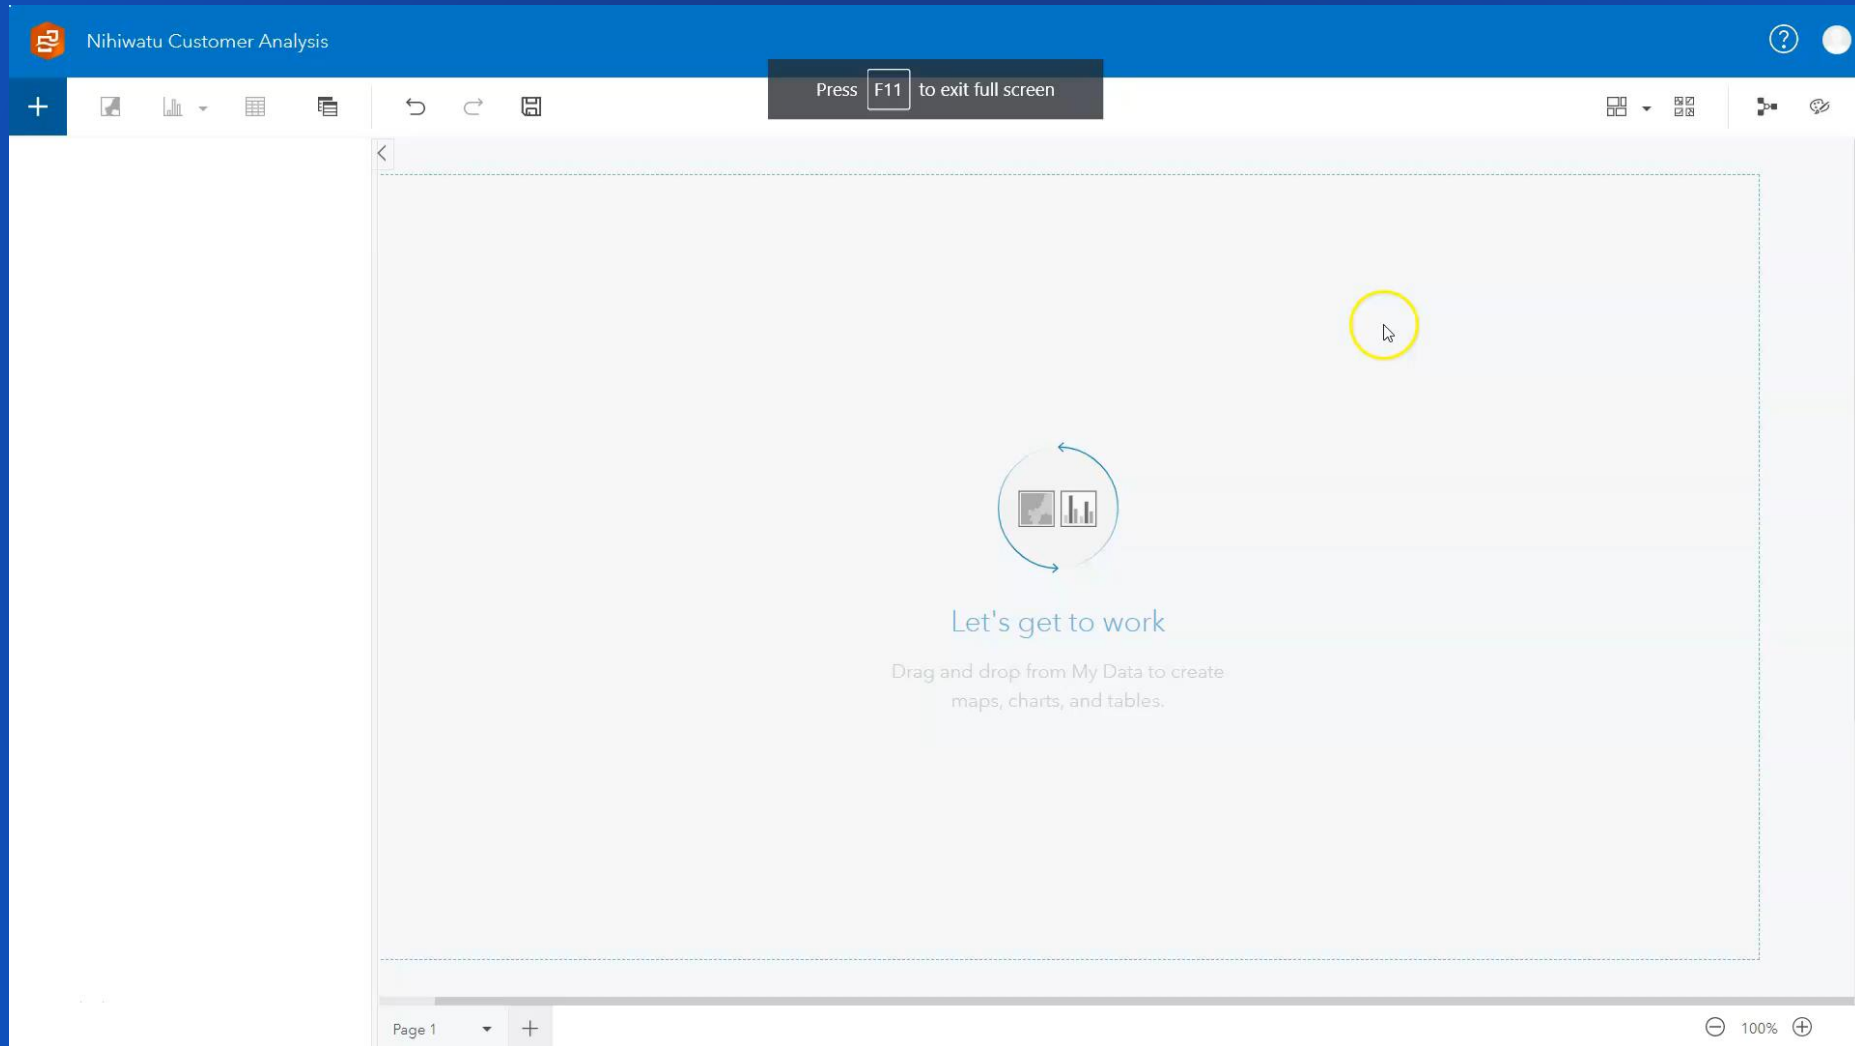 Nihiwatu Customer Analysis
?
Press F11 to exit full screen
Let's get to work
Drag and drop from My Data to create
maps, charts, and tables.
Page 1
100%